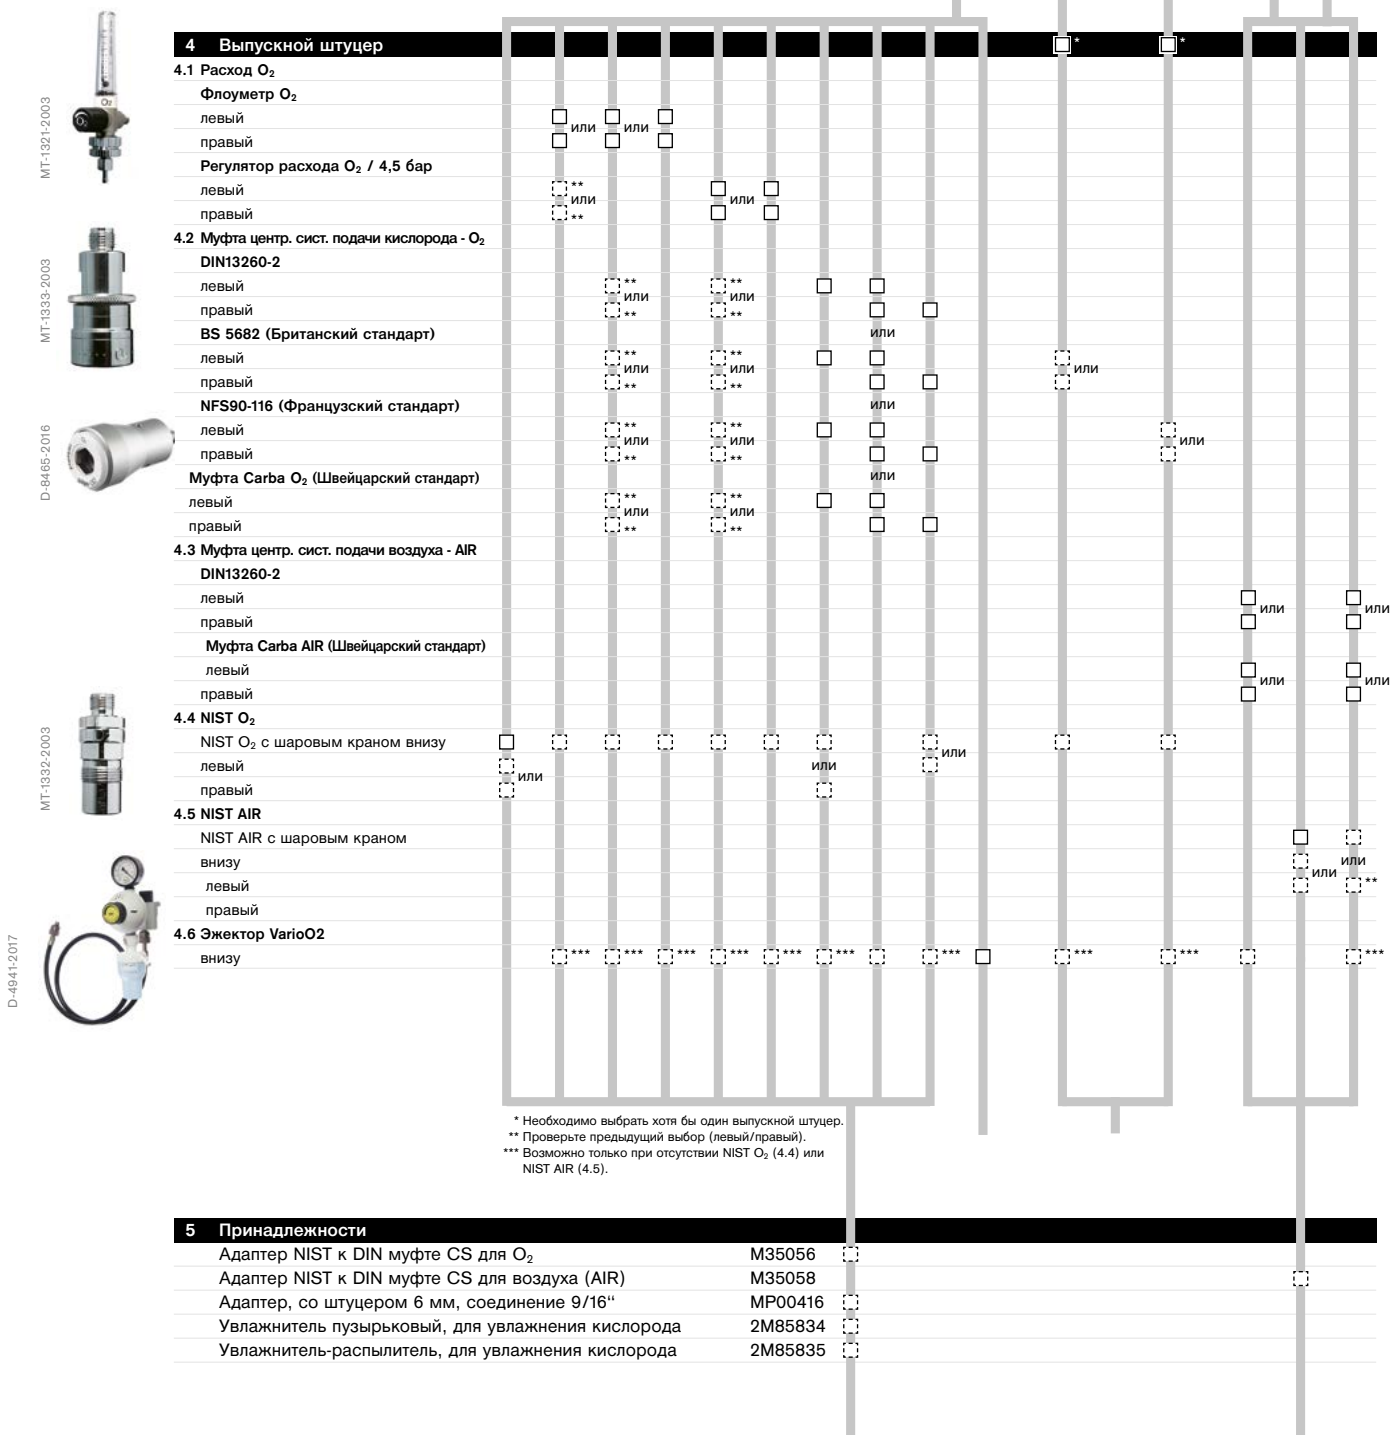 4 Выпускной штуцер * *
4.1 Расход O₂
Флоуметр O₂
левый
или или
правый
Регулятор расхода O₂ / 4,5 бар
левый **
или или
правый **
4.2 Муфта центр. сист. подачи кислорода - O₂
DIN13260-2
левый ** **
или или
правый ** **
BS 5682 (Британский стандарт) или
левый ** **
или или или
правый ** **
NFS90-116 (Французский стандарт) или
левый ** **
или или или
правый ** **
Муфта Carba O₂ (Швейцарский стандарт) или
левый ** **
или или
правый ** **
4.3 Муфта центр. сист. подачи воздуха - AIR
DIN13260-2
левый
или или
правый
Муфта Carba AIR (Швейцарский стандарт)
левый
или или
правый
4.4 NIST O₂
NIST O₂ с шаровым краном внизу
или
левый или
или
правый
4.5 NIST AIR
NIST AIR с шаровым краном
внизу или
или
левый **
правый
4.6 Эжектор VarioO2
внизу *** *** *** *** *** *** *** *** *** ***
* Необходимо выбрать хотя бы один выпускной штуцер.
** Проверьте предыдущий выбор (левый/правый).
*** Возможно только при отсутствии NIST O₂ (4.4) или
NIST AIR (4.5).
5 Принадлежности
Адаптер NIST к DIN муфте CS для O₂ M35056
Адаптер NIST к DIN муфте CS для воздуха (AIR) M35058
Адаптер, со штуцером 6 мм, соединение 9/16“ MP00416
Увлажнитель пузырьковый, для увлажнения кислорода 2M85834
Увлажнитель-распылитель, для увлажнения кислорода 2M85835
MT-1321-2003
MT-1333-2003
D-8465-2016
MT-1332-2003
D-4941-2017
O₂
O₂